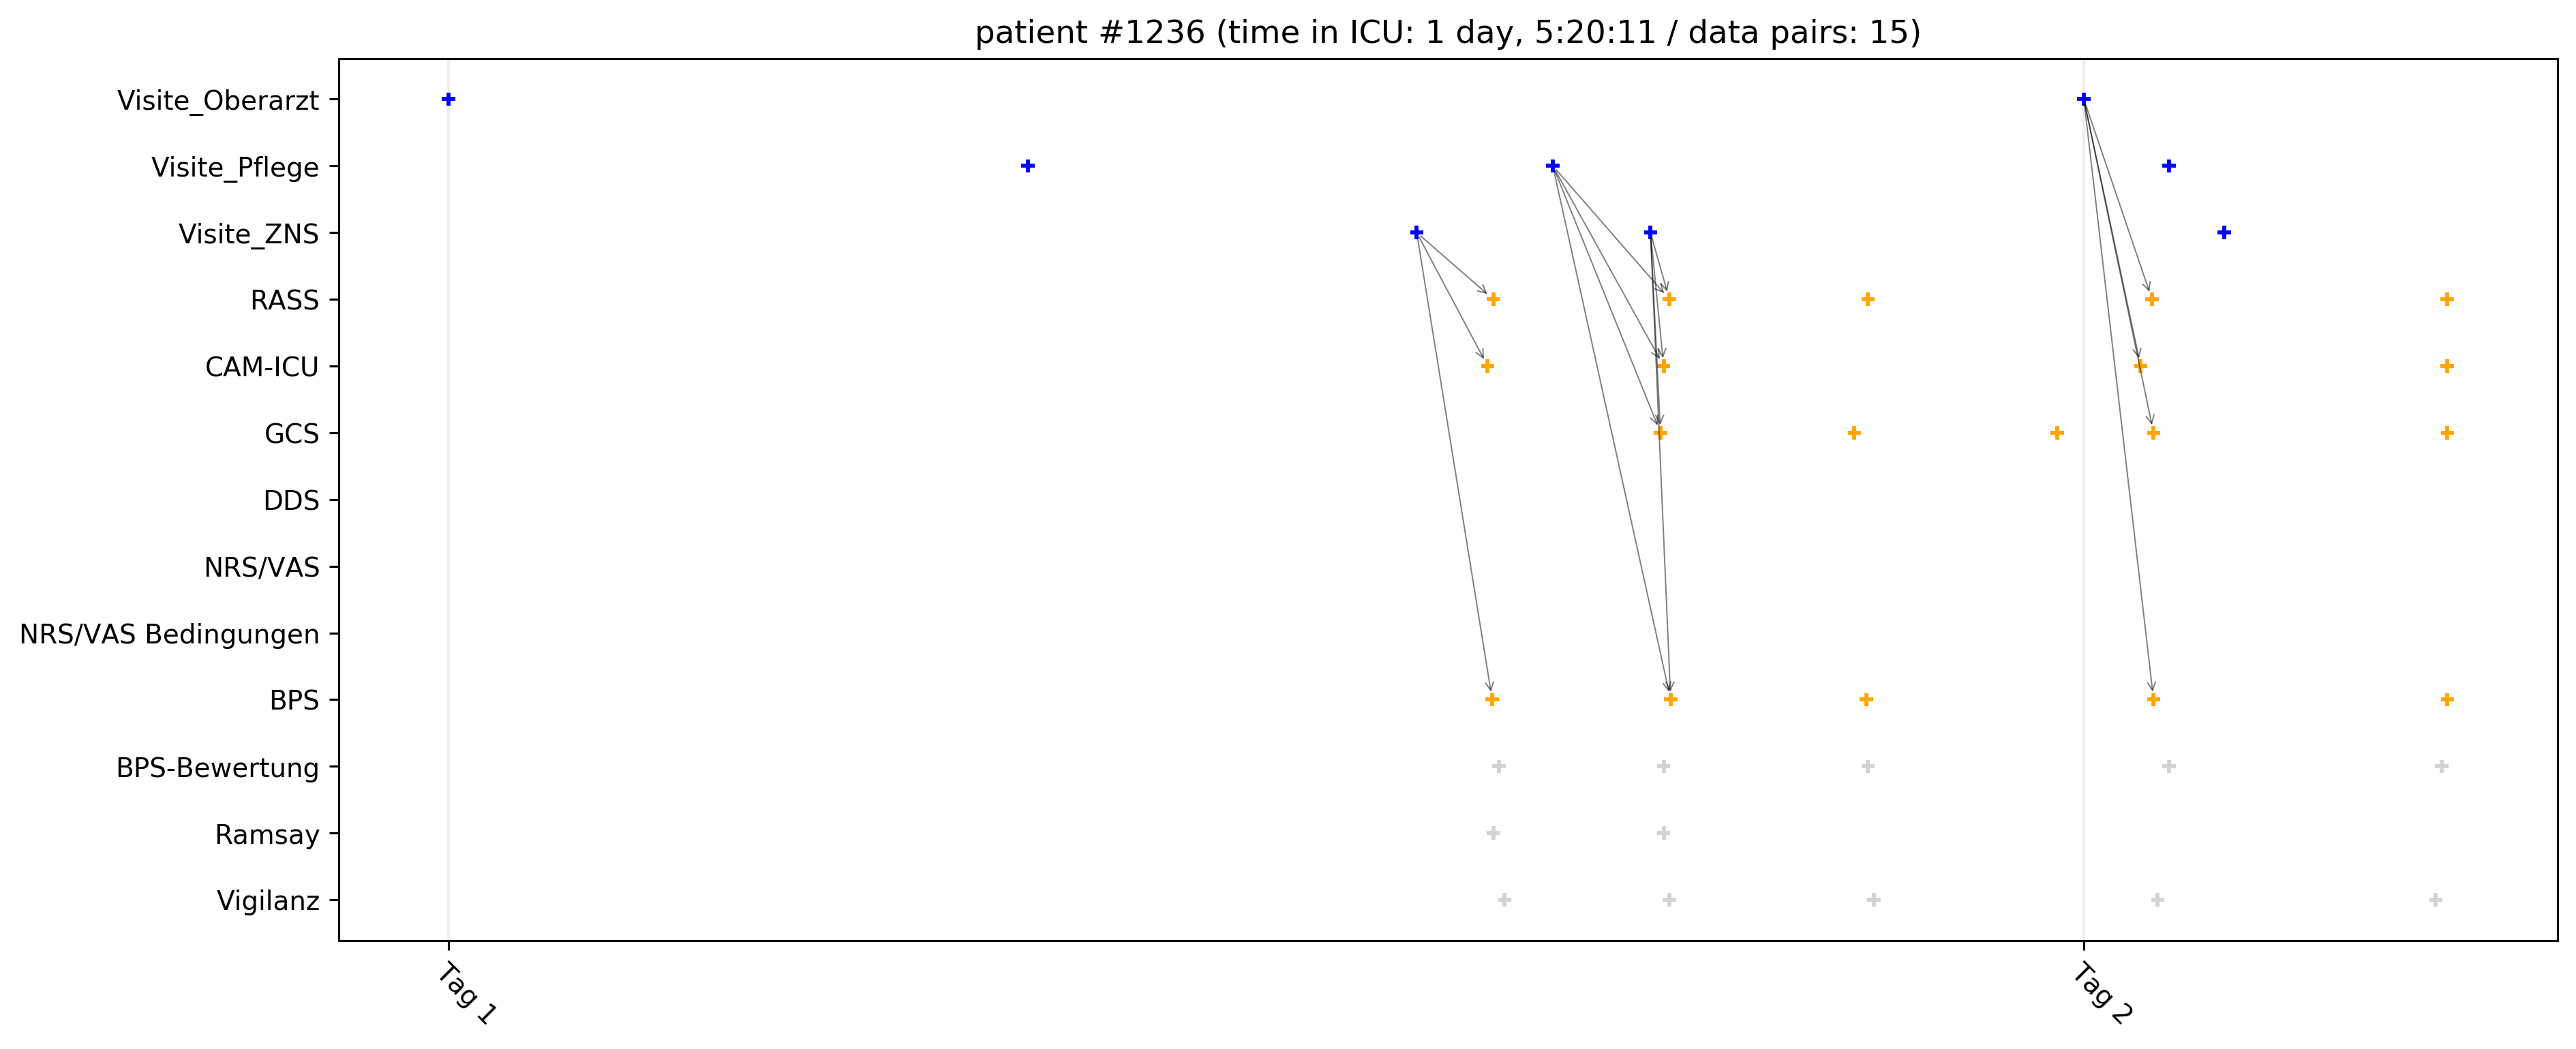 patient #1236 (time in ICU: 1 day, 5:20:11 / data pairs: 15)
Visite_Oberarzt
Visite_Pflege
Visite_ZNS
RASS
CAM-ICU
GCS
DDS
NRS/VAS
NRS/VAS Bedingungen
BPS
BPS-Bewertung
Ramsay
Vigilanz
Tag 1
Tag 2